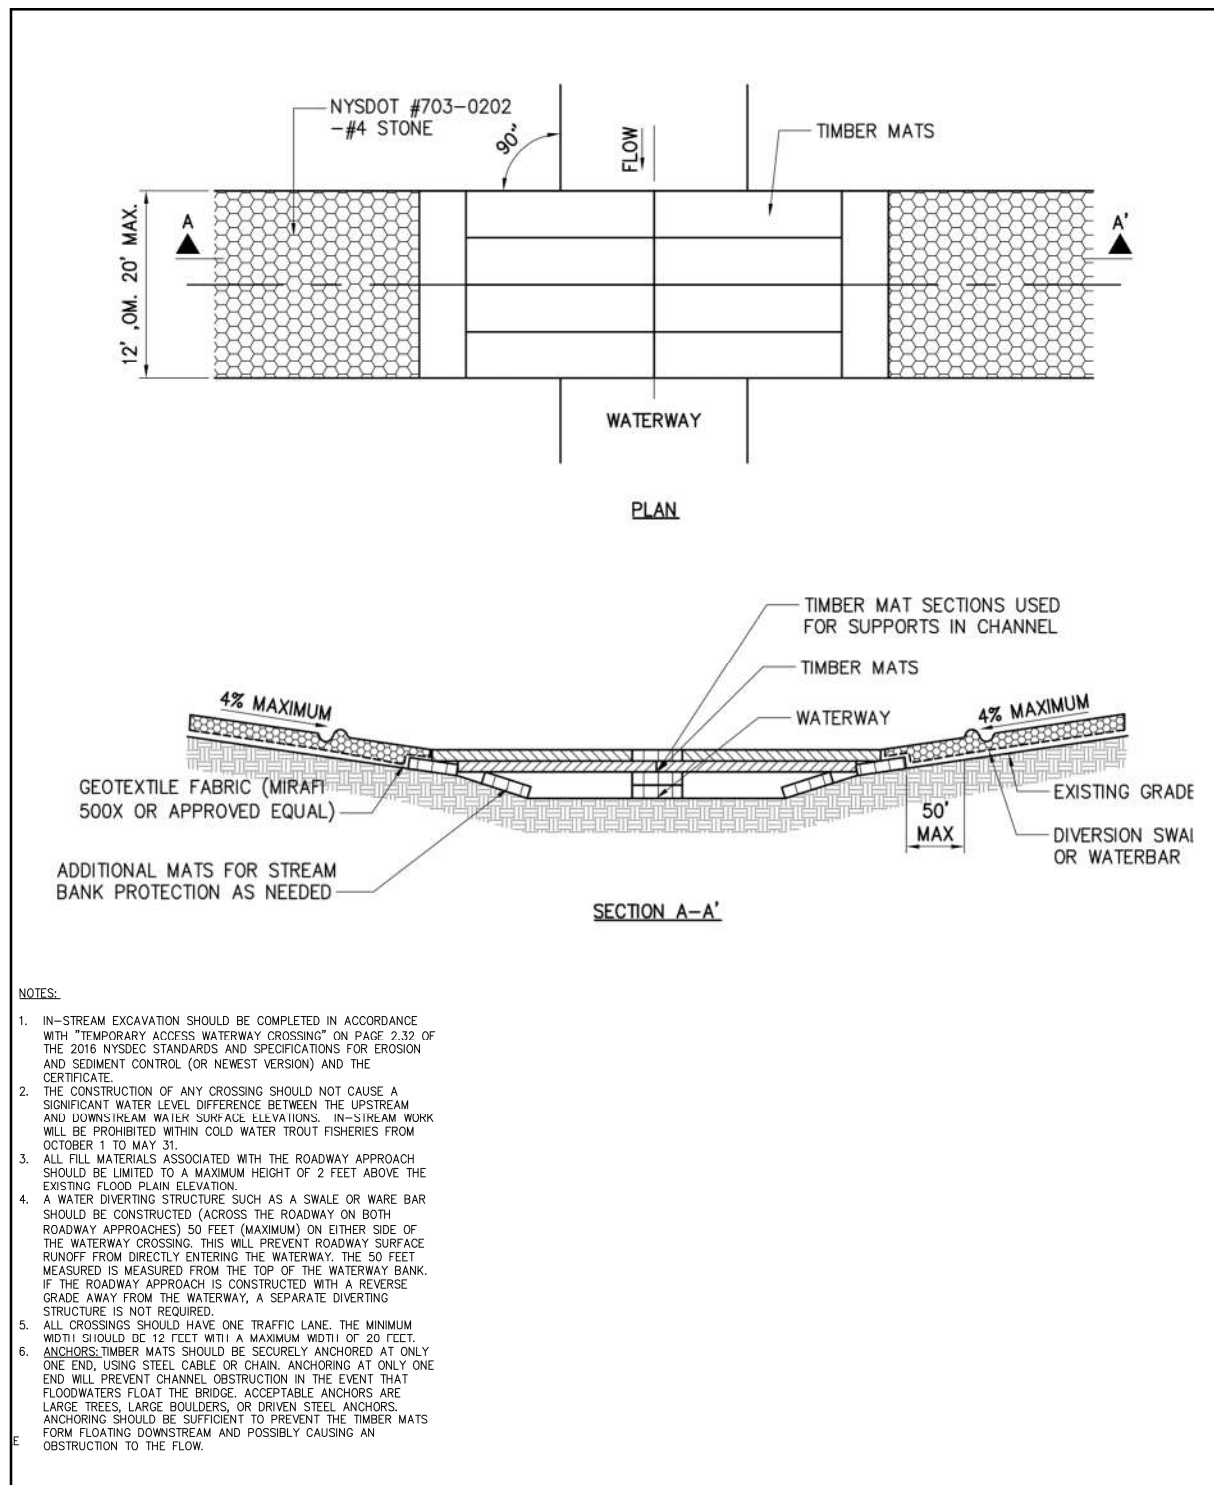 NYSDOT #703-0202
-#4 STONE
90"
FLOW
TIMBER MATS
A
A'
12' ,OM. 20' MAX.
WATERWAY
PLAN
TIMBER MAT SECTIONS USED
FOR SUPPORTS IN CHANNEL
TIMBER MATS
WATERWAY
4% MAXIMUM
4% MAXIMUM
GEOTEXTILE FABRIC (MIRAFI
500X OR APPROVED EQUAL)
EXISTING GRADE
50'
MAX
DIVERSION SWAL
OR WATERBAR
ADDITIONAL MATS FOR STREAM
BANK PROTECTION AS NEEDED
SECTION A-A'
NOTES:
1. IN-STREAM EXCAVATION SHOULD BE COMPLETED IN ACCORDANCE
WITH "TEMPORARY ACCESS WATERWAY CROSSING" ON PAGE 2.32 OF
THE 2016 NYSDEC STANDARDS AND SPECIFICATIONS FOR EROSION
AND SEDIMENT CONTROL (OR NEWEST VERSION) AND THE
CERTIFICATE.
2. THE CONSTRUCTION OF ANY CROSSING SHOULD NOT CAUSE A
SIGNIFICANT WATER LEVEL DIFFERENCE BETWEEN THE UPSTREAM
AND DOWNSTREAM WATER SURFACE ELEVATIONS. IN-STREAM WORK
WILL BE PROHIBITED WITHIN COLD WATER TROUT FISHERIES FROM
OCTOBER 1 TO MAY 31.
3. ALL FILL MATERIALS ASSOCIATED WITH THE ROADWAY APPROACH
SHOULD BE LIMITED TO A MAXIMUM HEIGHT OF 2 FEET ABOVE THE
EXISTING FLOOD PLAIN ELEVATION.
4. A WATER DIVERTING STRUCTURE SUCH AS A SWALE OR WARE BAR
SHOULD BE CONSTRUCTED (ACROSS THE ROADWAY ON BOTH
ROADWAY APPROACHES) 50 FEET (MAXIMUM) ON EITHER SIDE OF
THE WATERWAY CROSSING. THIS WILL PREVENT ROADWAY SURFACE
RUNOFF FROM DIRECTLY ENTERING THE WATERWAY. THE 50 FEET
MEASURED IS MEASURED FROM THE TOP OF THE WATERWAY BANK.
IF THE ROADWAY APPROACH IS CONSTRUCTED WITH A REVERSE
GRADE AWAY FROM THE WATERWAY, A SEPARATE DIVERTING
STRUCTURE IS NOT REQUIRED.
5. ALL CROSSINGS SHOULD HAVE ONE TRAFFIC LANE. THE MINIMUM
WIDTH SHOULD BE 12 FEET WITH A MAXIMUM WIDTH OF 20 FEET.
6. ANCHORS: TIMBER MATS SHOULD BE SECURELY ANCHORED AT ONLY
ONE END, USING STEEL CABLE OR CHAIN. ANCHORING AT ONLY ONE
END WILL PREVENT CHANNEL OBSTRUCTION IN THE EVENT THAT
FLOODWATERS FLOAT THE BRIDGE. ACCEPTABLE ANCHORS ARE
LARGE TREES, LARGE BOULDERS, OR DRIVEN STEEL ANCHORS.
ANCHORING SHOULD BE SUFFICIENT TO PREVENT THE TIMBER MATS
FORM FLOATING DOWNSTREAM AND POSSIBLY CAUSING AN
OBSTRUCTION TO THE FLOW.
E